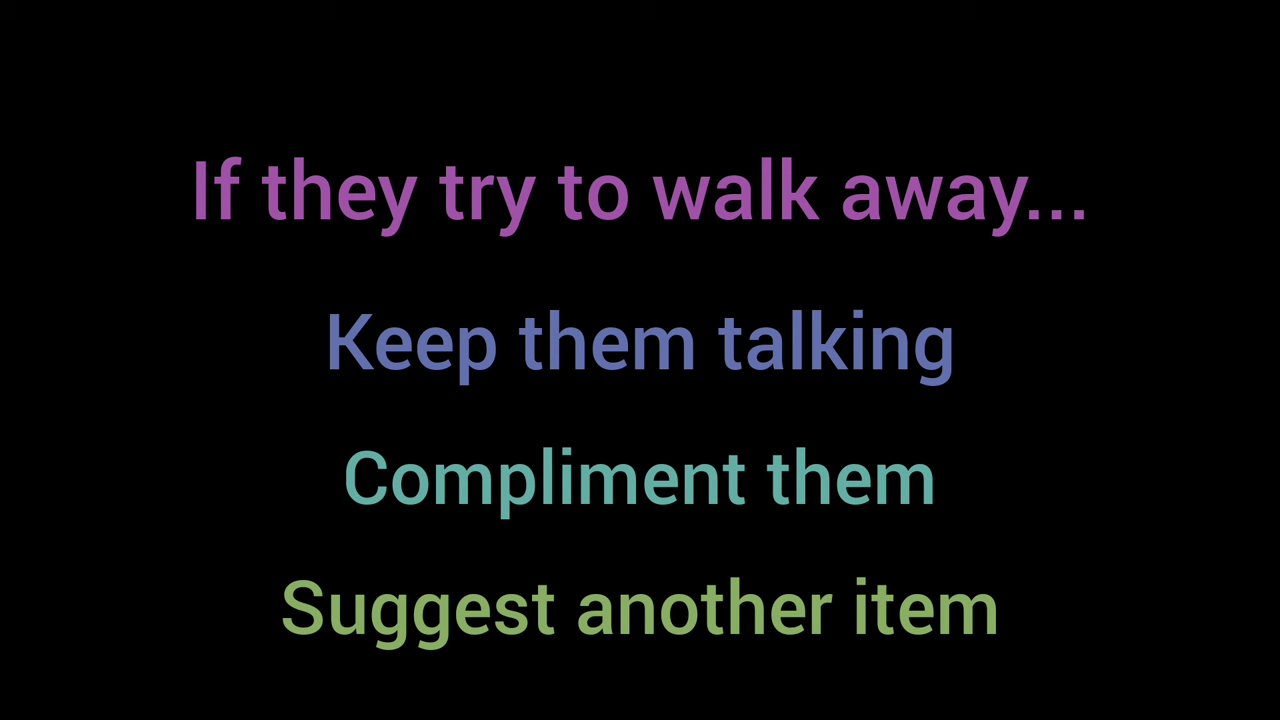 If they try to walk away...
Keep them talking
Compliment them
Suggest another item